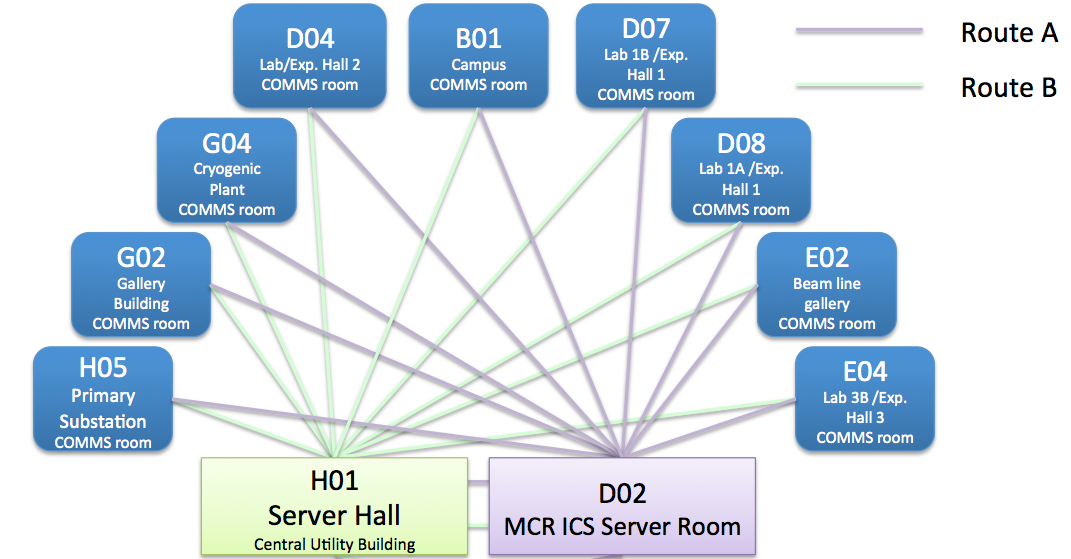 D04
Lab/Exp. Hall 2
COMMS room
B01
Campus
COMMS room
D07
Lab 1B /Exp.
Hall 1
COMMS room
Route A
Route B
G04
Cryogenic
Plant
COMMS room
D08
Lab 1A /Exp.
Hall 1
COMMS room
G02
Gallery
Building
COMMS room
E02
Beam line
gallery
COMMS room
H05
Primary
Substation
COMMS room
E04
Lab 3B /Exp.
Hall 3
COMMS room
H01
Server Hall
Central Utility Building
D02
MCR ICS Server Room